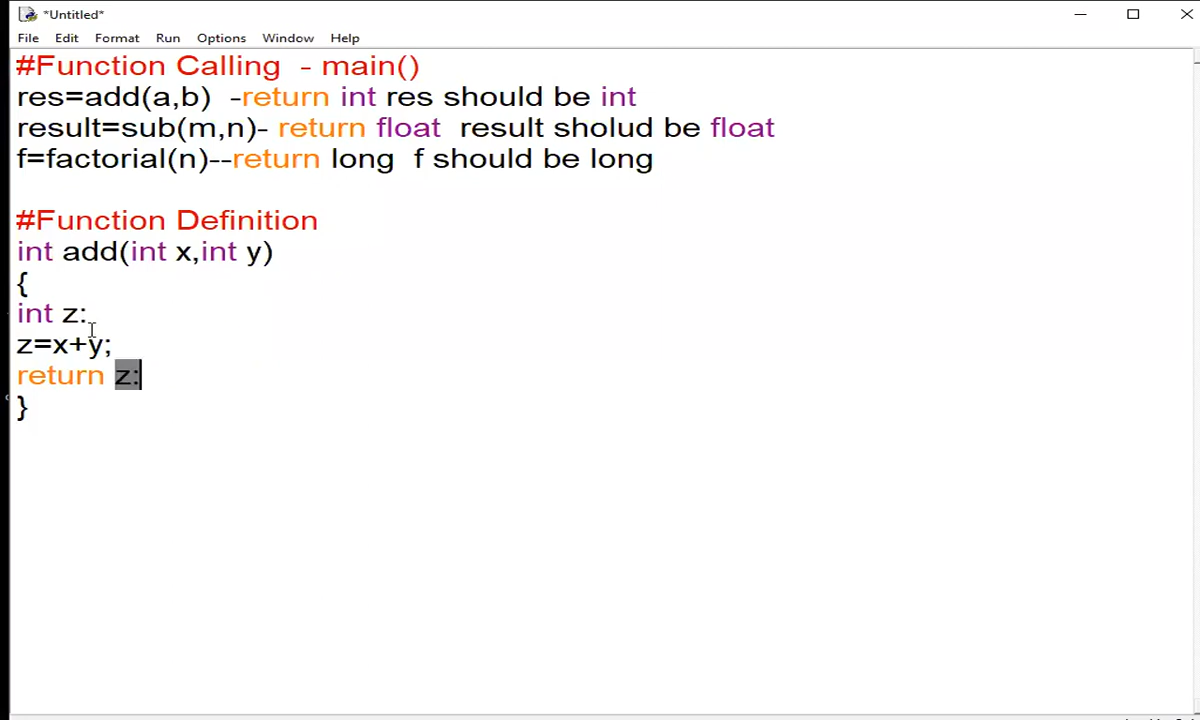 *Untitled*
File Edit Format Run Options Window Help
#Function Calling - main()
res=add(a,b) -return int res should be int
result=sub(m,n)- return float result sholud be float
f=factorial(n)--return long f should be long
#Function Definition
int add(int x,int y)
{
int z:
z=x+y;
return z:
}